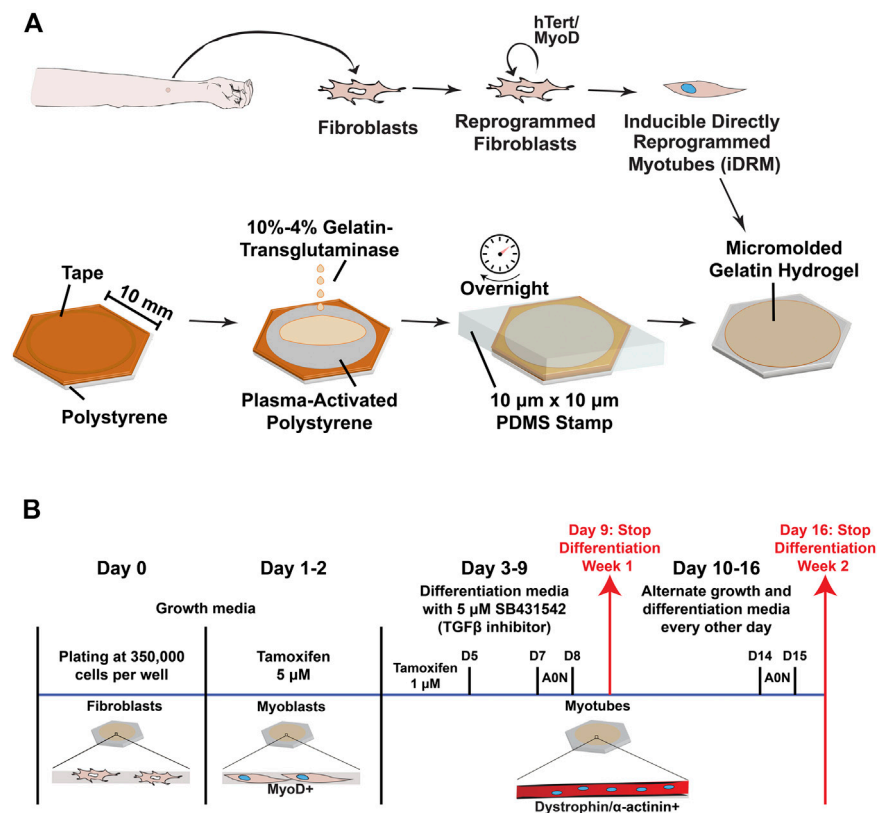 A
hTert/
MyoD
Fibroblasts
Reprogrammed
Fibroblasts
Inducible Directly
Reprogrammed
Myotubes (iDRM)
10%-4% Gelatin-
Transglutaminase
Tape
10 mm
Overnight
Micromolded
Gelatin Hydrogel
Polystyrene
Plasma-Activated
Polystyrene
10 µm x 10 µm
PDMS Stamp
B
Day 9: Stop
Differentiation
Week 1
Day 16: Stop
Differentiation
Week 2
Day 0
Day 1-2
Day 3-9
Day 10-16
Growth media
Differentiation media
with 5 µM SB431542
(TGFβ inhibitor)
Alternate growth and
differentiation media
every other day
Plating at 350,000
cells per well
Tamoxifen
5 µM
Tamoxifen
1 µM
D5
D7
A0N
D8
D14
A0N
D15
Fibroblasts
Myoblasts
Myotubes
MyoD+
Dystrophin/α-actinin+